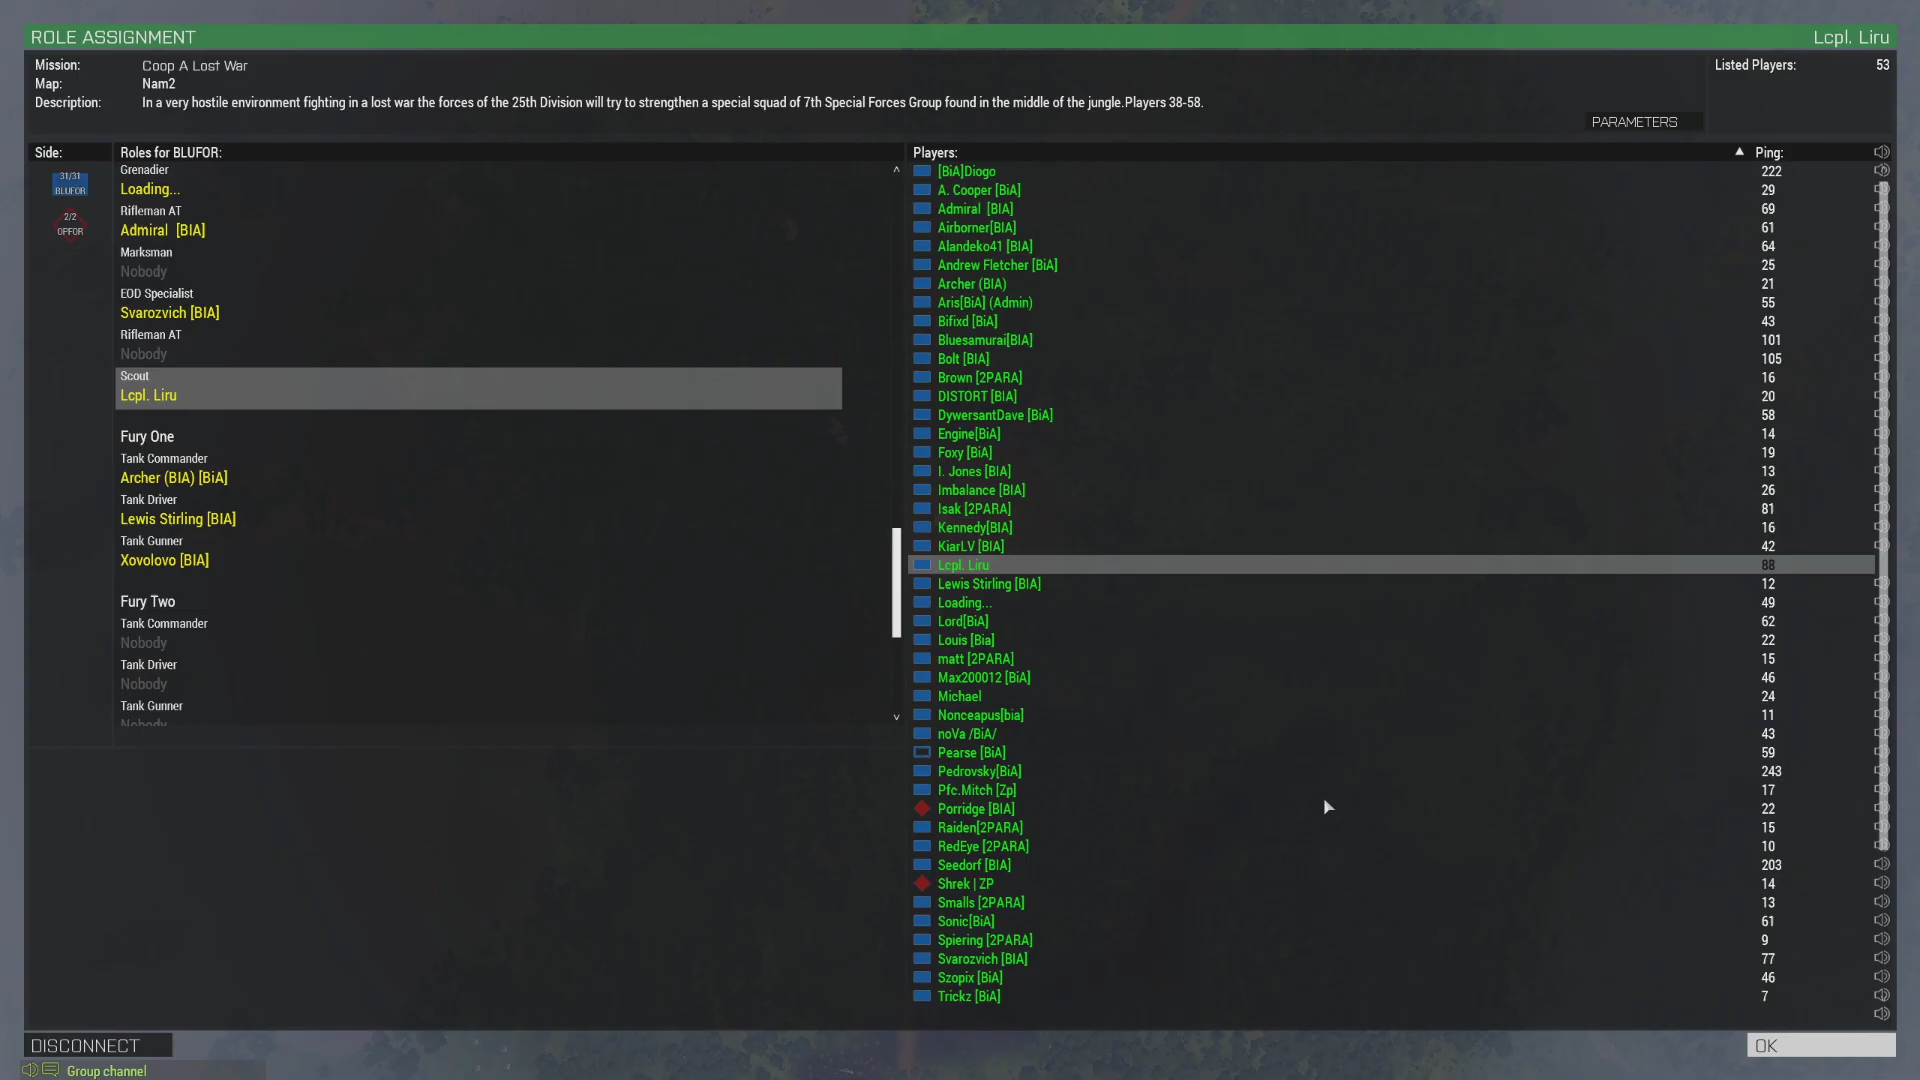 ROLE ASSIGNMENT
Lcpl. Liru
Mission: Coop A Lost War
Listed Players: 53
Map: Nam2
Description: In a very hostile environment fighting in a lost war the forces of the 25th Division will try to strengthen a special squad of 7th Special Forces Group found in the middle of the jungle.Players 38-58.
PARAMETERS
Side:
31/31
BLUFOR
2/2
OPFOR
Roles for BLUFOR:
Grenadier
Loading...
Rifleman AT
Admiral [BIA]
Marksman
Nobody
EOD Specialist
Svarozvich [BIA]
Rifleman AT
Nobody
Scout
Lcpl. Liru
Fury One
Tank Commander
Archer (BIA) [BiA]
Tank Driver
Lewis Stirling [BIA]
Tank Gunner
Xovolovo [BIA]
Fury Two
Tank Commander
Nobody
Tank Driver
Nobody
Tank Gunner
Nobody
Players: Ping:
[BiA]Diogo 222
A. Cooper [BiA] 29
Admiral [BIA] 69
Airborner[BIA] 61
Alandeko41 [BIA] 64
Andrew Fletcher [BiA] 25
Archer (BIA) 21
Aris[BiA] (Admin) 55
Bifixd [BiA] 43
Bluesamurai[BIA] 101
Bolt [BIA] 105
Brown [2PARA] 16
DISTORT [BIA] 20
DywersantDave [BiA] 58
Engine[BiA] 14
Foxy [BiA] 19
I. Jones [BIA] 13
Imbalance [BIA] 26
Isak [2PARA] 81
Kennedy[BIA] 16
KiarLV [BIA] 42
Lcpl. Liru 88
Lewis Stirling [BIA] 12
Loading... 49
Lord[BiA] 62
Louis [Bia] 22
matt [2PARA] 15
Max200012 [BiA] 46
Michael 24
Nonceapus[bia] 11
noVa /BiA/ 43
Pearse [BiA] 59
Pedrovsky[BiA] 243
Pfc.Mitch [Zp] 17
Porridge [BIA] 22
Raiden[2PARA] 15
RedEye [2PARA] 10
Seedorf [BIA] 203
Shrek | ZP 14
Smalls [2PARA] 13
Sonic[BiA] 61
Spiering [2PARA] 9
Svarozvich [BIA] 77
Szopix [BiA] 46
Trickz [BiA] 7
DISCONNECT
OK
Group channel